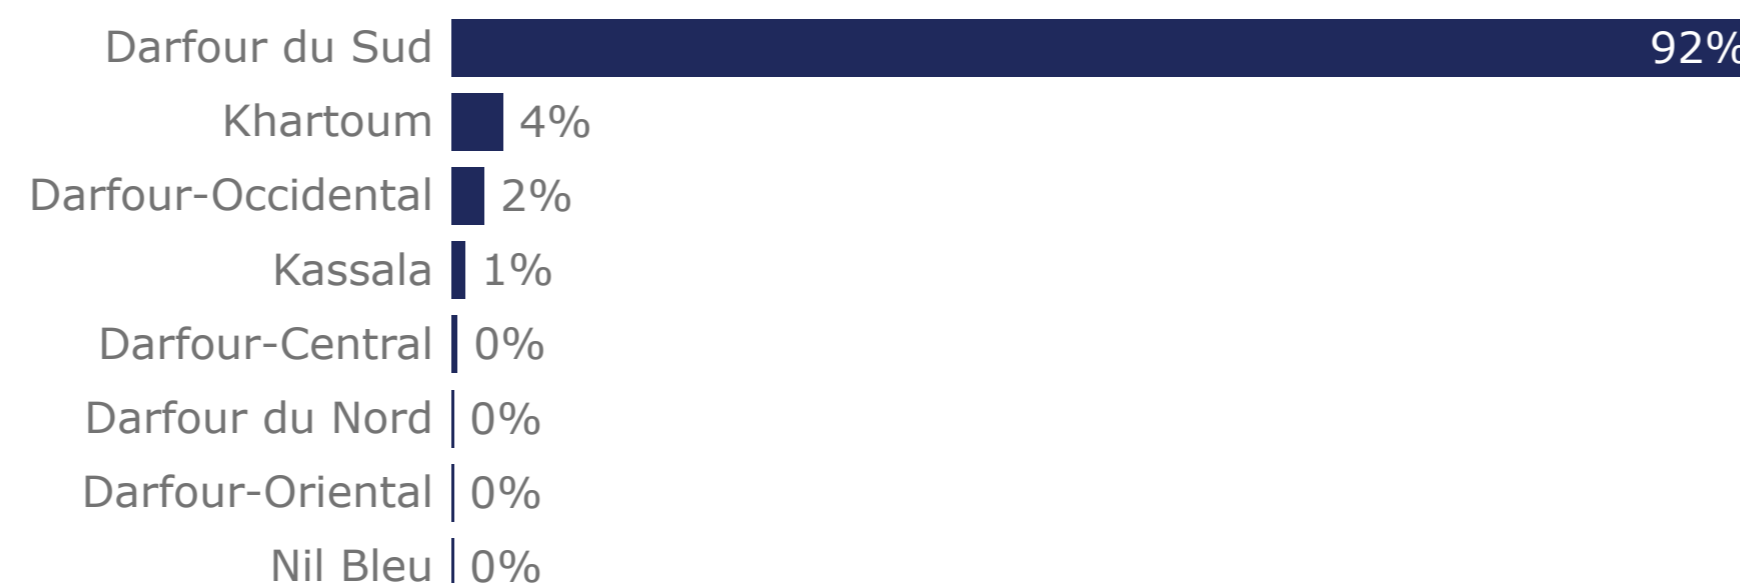 Darfour du Sud 92%
Khartoum 4%
Darfour-Occidental 2%
Kassala 1%
Darfour-Central 0%
Darfour du Nord 0%
Darfour-Oriental 0%
Nil Bleu 0%